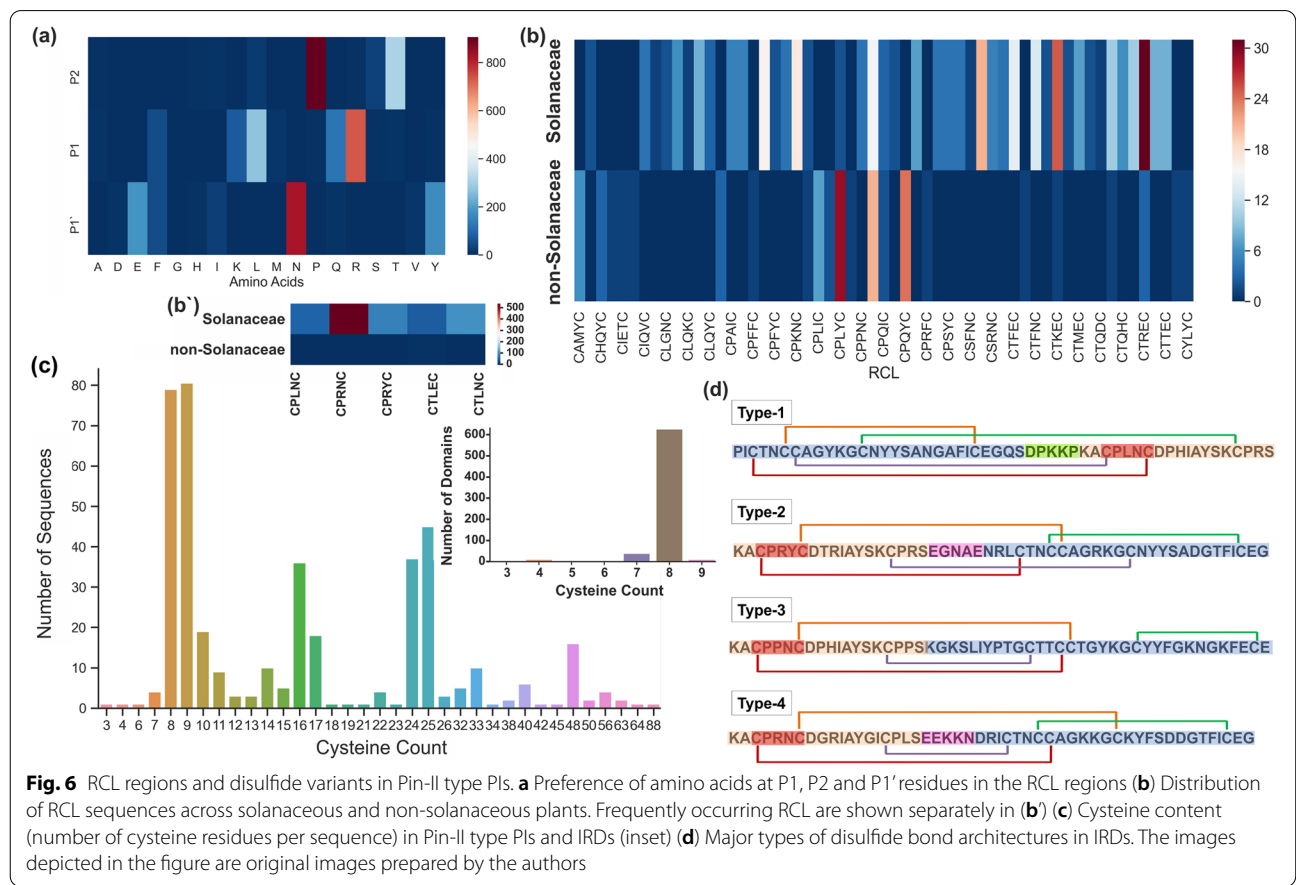 (a)
P2
P1
P1`
800
600
400
200
0
A D E F G H I K L M N P Q R S T V Y
Amino Acids
(b)
Solanaceae
non-Solanaceae
30
24
18
12
6
0
CAMYC CHQYC CIETC CIQVC CLGNC CLQKC CLQYC CPAIC CPFFC CPFYC CPKNC CPLIC CPLYC CPPNC CPQIC CPQYC CPRFC CPSYC CSFNC CSRNC CTFEC CTFNC CTKEC CTMEC CTQDC CTQHC CTREC CTTEC CYLYC
RCL
(b`)
Solanaceae
non-Solanaceae
500
400
300
200
100
0
CPLNC CPRNC CPRYC CTLEC CTLNC
(c)
Number of Sequences
80
70
60
50
40
30
20
10
0
3 4 6 7 8 9 10 11 12 13 14 15 16 17 18 19 21 22 23 24 25 26 32 33 34 38 40 42 45 48 50 56 63 64 88
Cysteine Count
Number of Domains
600
500
400
300
200
100
0
3 4 5 6 7 8 9
Cysteine Count
(d)
Type-1
PICTNCCAGYKGCNYYSANGAFICEGQSDPKKPKACPLNCDPHIAYSKCPRS
Type-2
KACPRYCDTRIAYSKCPRSEGNAENRLCTNCCAGRKGCNYYSADGTFICEG
Type-3
KACPPNCDPHIAYSKCPPSKGKSLIYPTGCTTCCTGYKGCYYFGKNGKFECE
Type-4
KACPRNCDGRIAYGICPLSEEKKNDRICTNCCAGKKGCKYFSDDGTFICEG
Fig. 6 RCL regions and disulfide variants in Pin-II type PIs. a Preference of amino acids at P1, P2 and P1' residues in the RCL regions (b) Distribution
of RCL sequences across solanaceous and non-solanaceous plants. Frequently occurring RCL are shown separately in (b') (c) Cysteine content
(number of cysteine residues per sequence) in Pin-II type PIs and IRDs (inset) (d) Major types of disulfide bond architectures in IRDs. The images
depicted in the figure are original images prepared by the authors